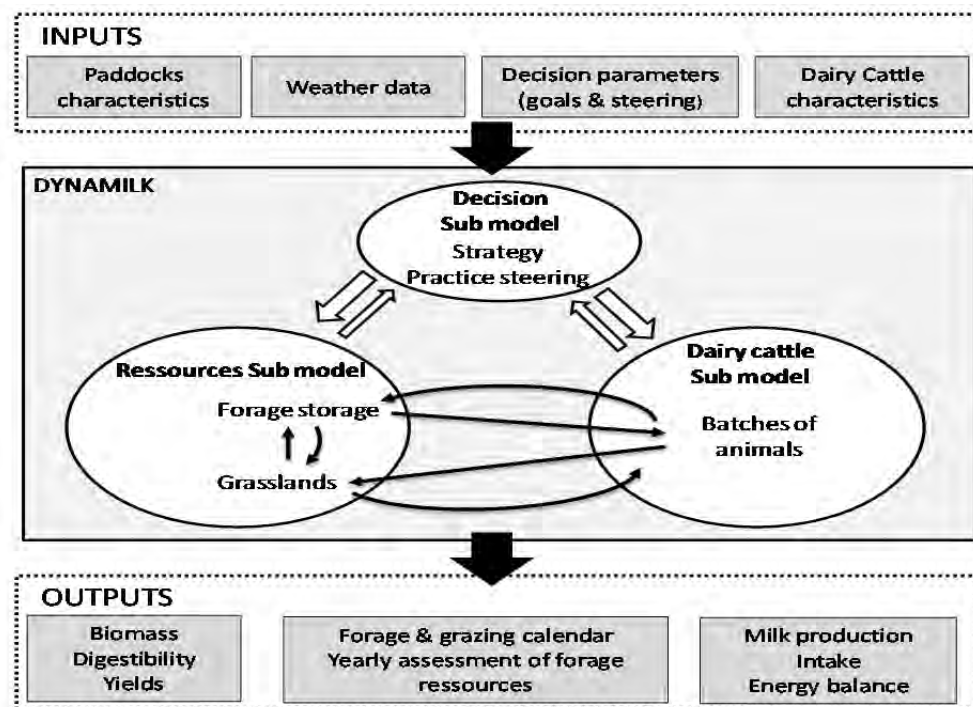 INPUTS
Paddocks
characteristics
Weather data
Decision parameters
(goals & steering)
Dairy Cattle
characteristics
DYNAMILK
Decision
Sub model
Strategy
Practice steering
Ressources Sub model
Forage storage
Grasslands
Dairy cattle
Sub model
Batches of
animals
OUTPUTS
Biomass
Digestibility
Yields
Forage & grazing calendar
Yearly assessment of forage
ressources
Milk production
Intake
Energy balance